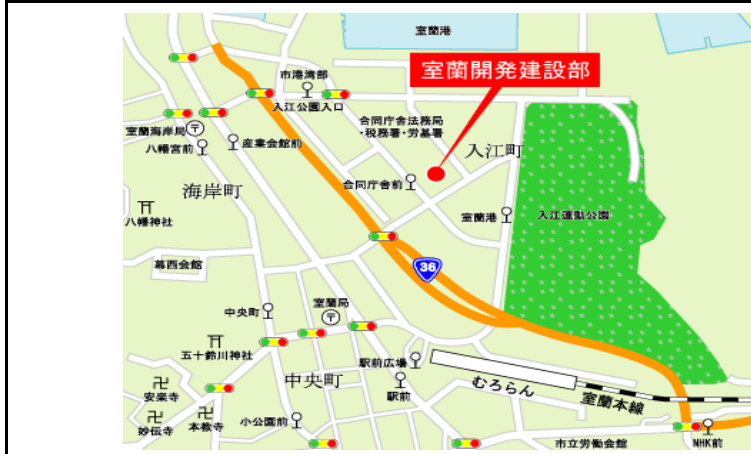 室蘭港
室蘭開発建設部
市港湾部
入江公園入口
合同庁舎法務局
・税務署・労基署
入江町
室蘭海岸局
八幡宮前
産業会館前
海岸町
合同庁舎前
室蘭港
入江運動公園
八幡神社
幕西会館
36
中央町
室蘭局
五十鈴川神社
駅前広場
むろらん
室蘭本線
中央町
駅前
安楽寺
妙伝寺
本教寺
小公園前
市立労働会館
NHK前